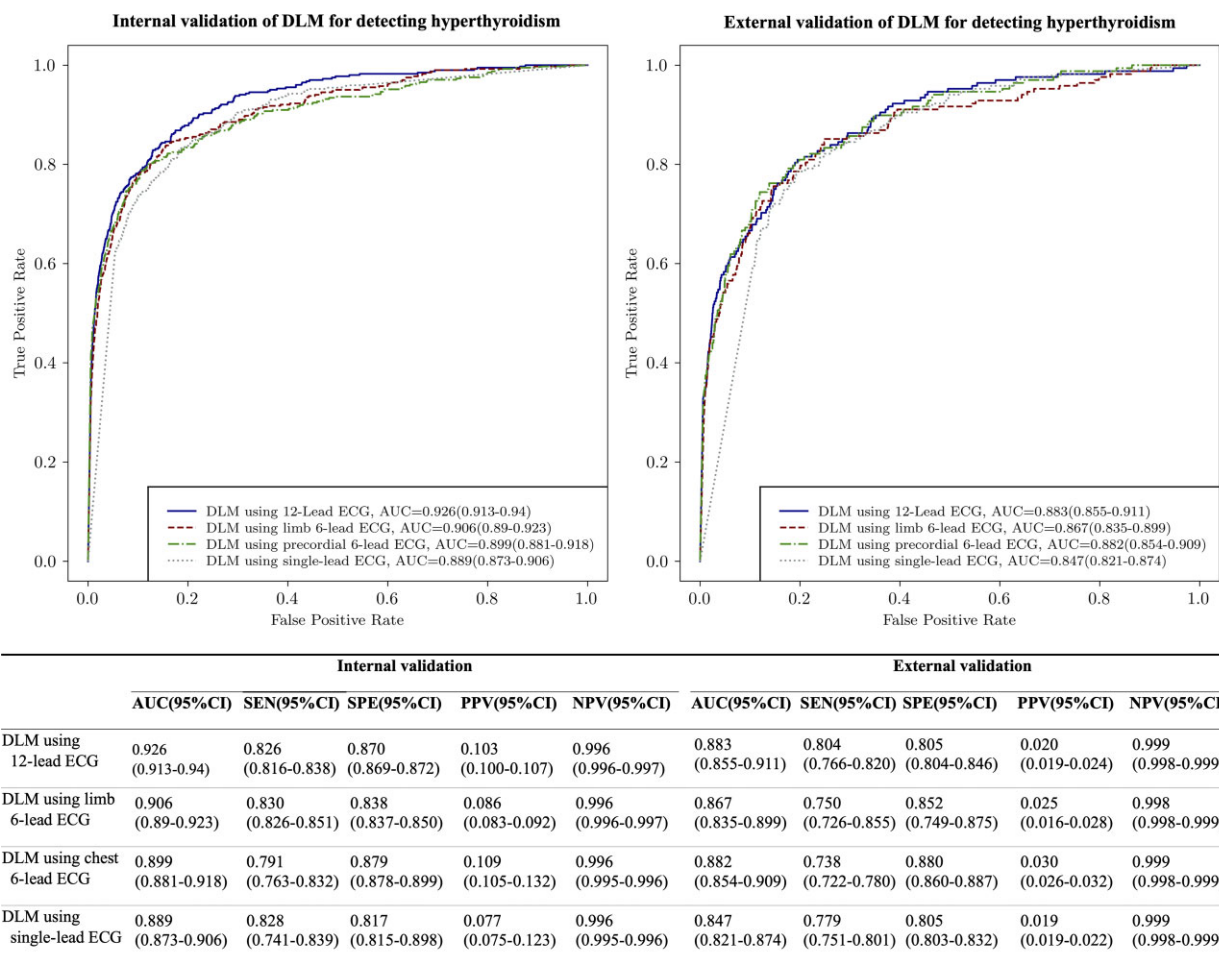 Internal validation of DLM for detecting hyperthyroidism
1.0
0.8
0.6
0.4
0.2
0.0
True Positive Rate
DLM using 12-Lead ECG, AUC=0.926(0.913-0.94)
DLM using limb 6-lead ECG, AUC=0.906(0.89-0.923)
DLM using precordial 6-lead ECG, AUC=0.899(0.881-0.918)
DLM using single-lead ECG, AUC=0.889(0.873-0.906)
0.0 0.2 0.4 0.6 0.8 1.0
False Positive Rate
External validation of DLM for detecting hyperthyroidism
1.0
0.8
0.6
0.4
0.2
0.0
True Positive Rate
DLM using 12-Lead ECG, AUC=0.883(0.855-0.911)
DLM using limb 6-lead ECG, AUC=0.867(0.835-0.899)
DLM using precordial 6-lead ECG, AUC=0.882(0.854-0.909)
DLM using single-lead ECG, AUC=0.847(0.821-0.874)
0.0 0.2 0.4 0.6 0.8 1.0
False Positive Rate
Internal validation External validation
AUC(95%CI) SEN(95%CI) SPE(95%CI) PPV(95%CI) NPV(95%CI) AUC(95%CI) SEN(95%CI) SPE(95%CI) PPV(95%CI) NPV(95%CI
DLM using 0.926 0.826 0.870 0.103 0.996 0.883 0.804 0.805 0.020 0.999
12-lead ECG (0.913-0.94) (0.816-0.838) (0.869-0.872) (0.100-0.107) (0.996-0.997) (0.855-0.911) (0.766-0.820) (0.804-0.846) (0.019-0.024) (0.998-0.999
DLM using limb 0.906 0.830 0.838 0.086 0.996 0.867 0.750 0.852 0.025 0.998
6-lead ECG (0.89-0.923) (0.826-0.851) (0.837-0.850) (0.083-0.092) (0.996-0.997) (0.835-0.899) (0.726-0.855) (0.749-0.875) (0.016-0.028) (0.998-0.999
DLM using chest 0.899 0.791 0.879 0.109 0.996 0.882 0.738 0.880 0.030 0.999
6-lead ECG (0.881-0.918) (0.763-0.832) (0.878-0.899) (0.105-0.132) (0.995-0.996) (0.854-0.909) (0.722-0.780) (0.860-0.887) (0.026-0.032) (0.998-0.999
DLM using 0.889 0.828 0.817 0.077 0.996 0.847 0.779 0.805 0.019 0.999
single-lead ECG (0.873-0.906) (0.741-0.839) (0.815-0.898) (0.075-0.123) (0.995-0.996) (0.821-0.874) (0.751-0.801) (0.803-0.832) (0.019-0.022) (0.998-0.999